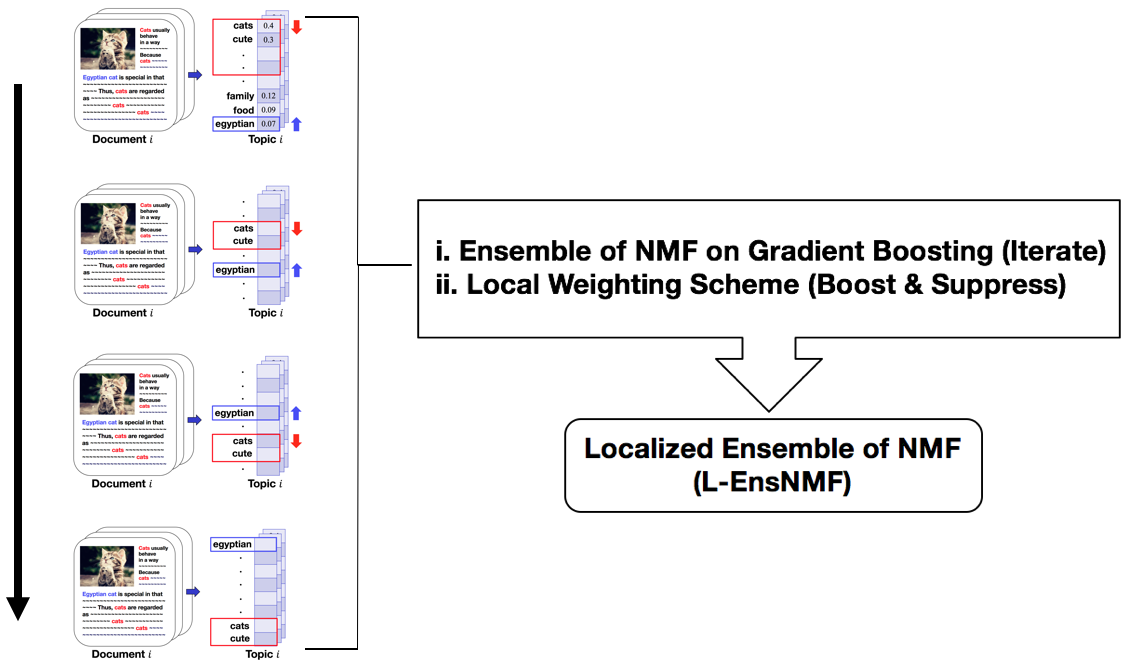 Cats usually
behave
in a way
Because
cats ~~~~~
Egyptian cat is special in that
~~~~ Thus, cats are regarded
as
cats
cats
Document i
cats 0.4
cute 0.3
.
.
.
family 0.12
food 0.09
egyptian 0.07
Topic i
Cats usually
behave
in a way
Because
cats ~~~~~
Egyptian cat is special in that
~~~~ Thus, cats are regarded
as
cats
cats
Document i
.
.
cats
cute
.
egyptian
.
.
Topic i
Cats usually
behave
in a way
Because
cats ~~~~~
Egyptian cat is special in that
~~~~ Thus, cats are regarded
as
cats
cats
Document i
.
.
.
egyptian
.
cats
cute
.
Topic i
Cats usually
behave
in a way
Because
cats ~~~~~
Egyptian cat is special in that
~~~~ Thus, cats are regarded
as
cats
cats
Document i
egyptian
.
.
.
.
.
cats
cute
Topic i
i. Ensemble of NMF on Gradient Boosting (Iterate)
ii. Local Weighting Scheme (Boost & Suppress)
Localized Ensemble of NMF
(L-EnsNMF)